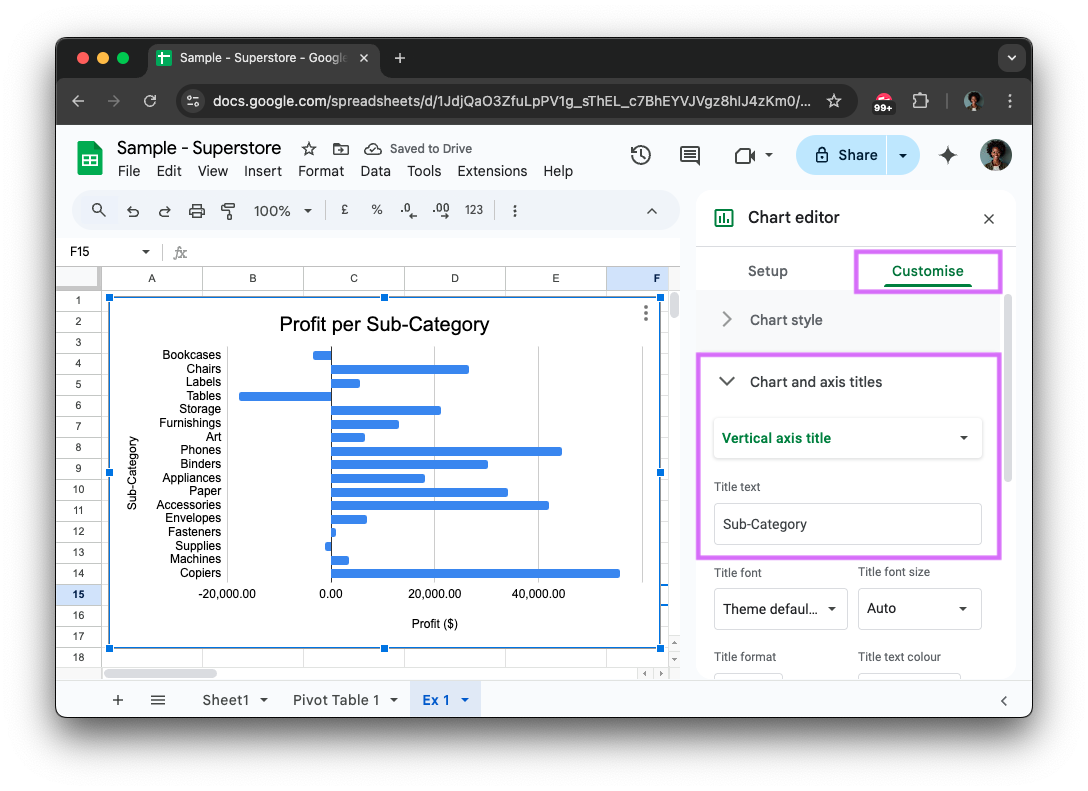 Sample - Superstore - Google
docs.google.com/spreadsheets/d/1JdjQaO3ZfuLpPV1g_sThEL_c7BhEYVJVgz8hIJ4zKm0/...
99+
Sample - Superstore
Saved to Drive
File Edit View Insert Format Data Tools Extensions Help
Share
100% £ % .0 .00 123
F15
fx
A B C D E F
1
2
3
4
5
6
7
8
9
10
11
12
13
14
15
16
17
18
Profit per Sub-Category
Sub-Category
Bookcases
Chairs
Labels
Tables
Storage
Furnishings
Art
Phones
Binders
Appliances
Paper
Accessories
Envelopes
Fasteners
Supplies
Machines
Copiers
-20,000.00 0.00 20,000.00 40,000.00
Profit ($)
Chart editor
Setup Customise
Chart style
Chart and axis titles
Vertical axis title
Title text
Sub-Category
Title font Title font size
Theme defaul... Auto
Title format Title text colour
Sheet1 Pivot Table 1 Ex 1